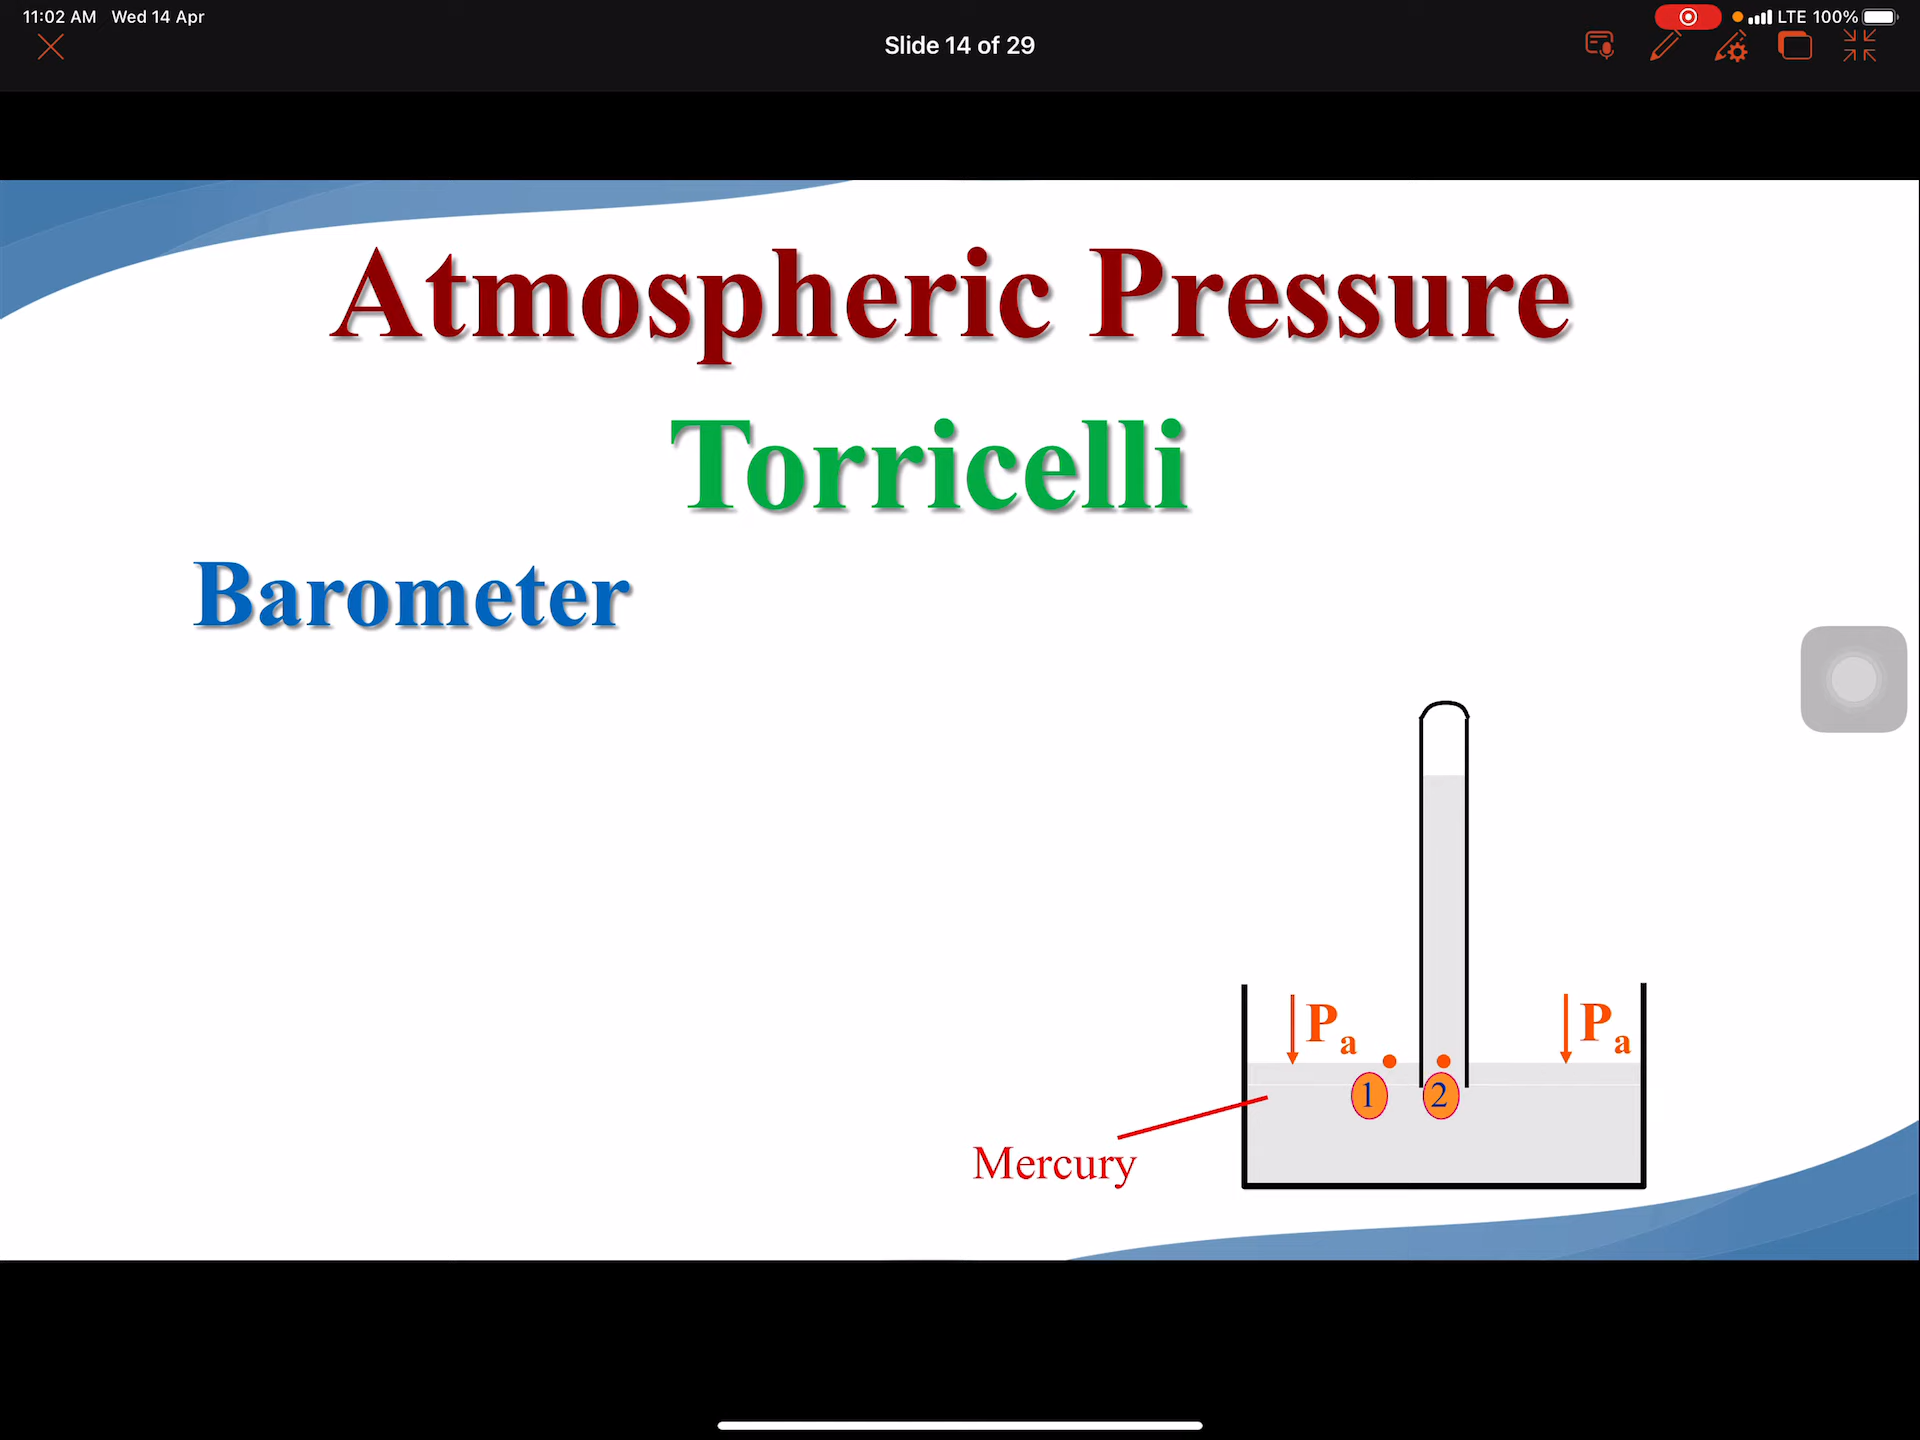 11:02 AM Wed 14 Apr
LTE 100%
Slide 14 of 29
Atmospheric Pressure
Torricelli
Barometer
Pa Pa
1 2
Mercury